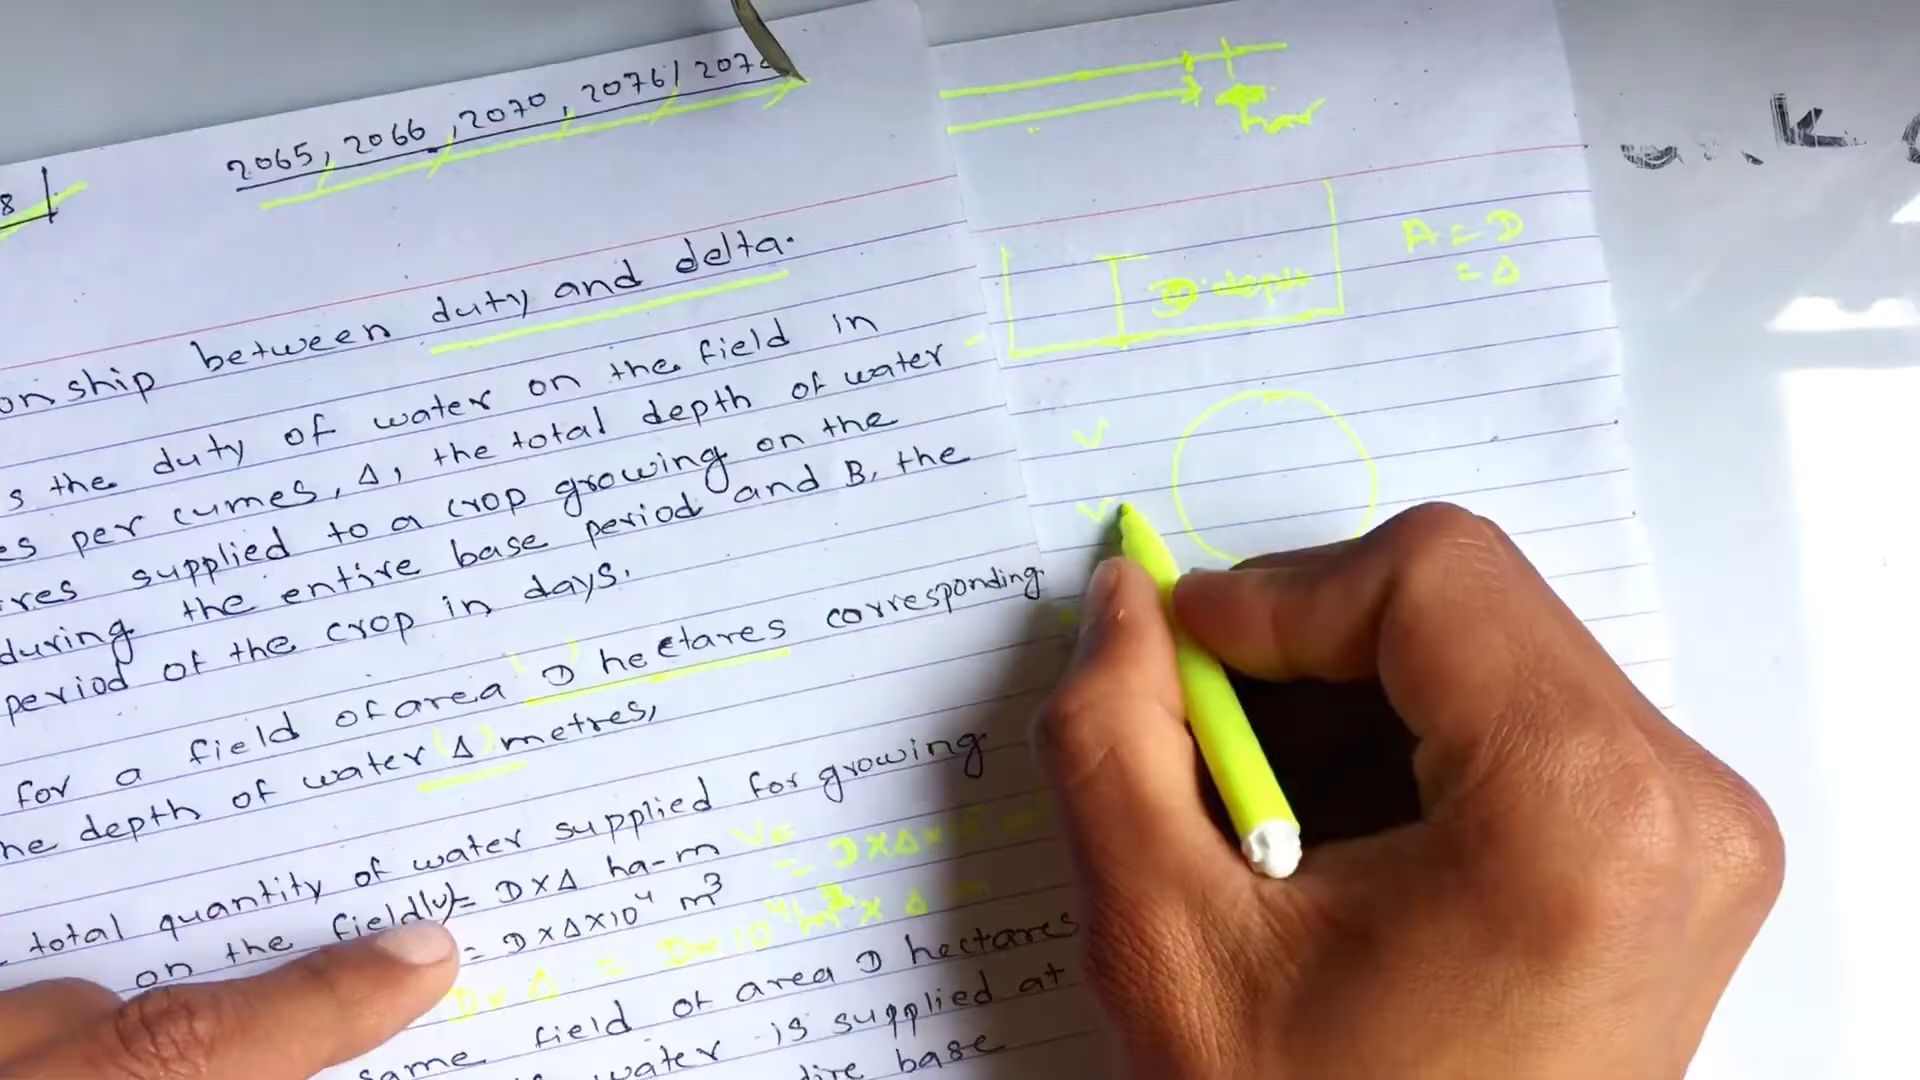 8
2065, 2066, 2070, 2076/
onship between duty and delta.
s the duty of water on the field in
es per cumes, Δ, the total depth of water
res supplied to a crop growing on the
during the entire base period and B, the
period of the crop in days.
for a field of area D hectares corresponding
he depth of water (Δ) metres,
total quantity of water supplied for growing
on the field(v)= D×Δ ha-m
= D×Δ×10⁴ m³
V=
= D×Δ×
D×Δ = D×10⁴m²×Δ m
same field of area D hectares
water is supplied at
base
A = D
= Δ
V
V